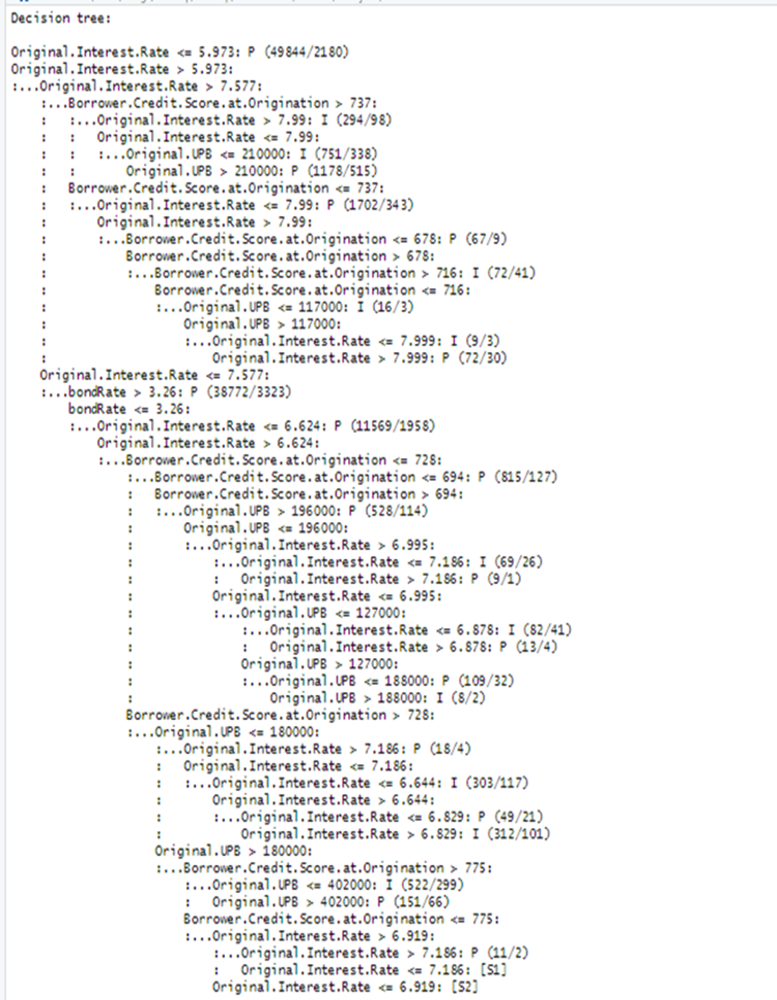 Decision tree:

Original.Interest.Rate <= 5.973: P (49844/2180)
Original.Interest.Rate > 5.973:
:...Original.Interest.Rate > 7.577:
    :...Borrower.Credit.Score.at.Origination > 737:
    :   :...Original.Interest.Rate > 7.99: I (294/98)
    :   :   Original.Interest.Rate <= 7.99:
    :   :   :...Original.UPB <= 210000: I (751/338)
    :   :       Original.UPB > 210000: P (1178/515)
    :   Borrower.Credit.Score.at.Origination <= 737:
    :   :...Original.Interest.Rate <= 7.99: P (1702/343)
    :       Original.Interest.Rate > 7.99:
    :       :...Borrower.Credit.Score.at.Origination <= 678: P (67/9)
    :           Borrower.Credit.Score.at.Origination > 678:
    :           :...Borrower.Credit.Score.at.Origination > 716: I (72/41)
    :               Borrower.Credit.Score.at.Origination <= 716:
    :               :...Original.UPB <= 117000: I (16/3)
    :                   Original.UPB > 117000:
    :                   :...Original.Interest.Rate <= 7.999: I (9/3)
    :                       Original.Interest.Rate > 7.999: P (72/30)
    Original.Interest.Rate <= 7.577:
    :...bondRate > 3.26: P (38772/3323)
        bondRate <= 3.26:
        :...Original.Interest.Rate <= 6.624: P (11569/1958)
            Original.Interest.Rate > 6.624:
            :...Borrower.Credit.Score.at.Origination <= 728:
                :...Borrower.Credit.Score.at.Origination <= 694: P (815/127)
                :   Borrower.Credit.Score.at.Origination > 694:
                :   :...Original.UPB > 196000: P (528/114)
                :       Original.UPB <= 196000:
                :       :...Original.Interest.Rate > 6.995:
                :           :...Original.Interest.Rate <= 7.186: I (69/26)
                :           :   Original.Interest.Rate > 7.186: P (9/1)
                :           Original.Interest.Rate <= 6.995:
                :           :...Original.UPB <= 127000:
                :               :...Original.Interest.Rate <= 6.878: I (82/41)
                :               :   Original.Interest.Rate > 6.878: P (13/4)
                :               Original.UPB > 127000:
                :               :...Original.UPB <= 188000: P (109/32)
                :                   Original.UPB > 188000: I (8/2)
                Borrower.Credit.Score.at.Origination > 728:
                :...Original.UPB <= 180000:
                    :...Original.Interest.Rate > 7.186: P (18/4)
                    :   Original.Interest.Rate <= 7.186:
                    :   :...Original.Interest.Rate <= 6.644: I (303/117)
                    :       Original.Interest.Rate > 6.644:
                    :       :...Original.Interest.Rate <= 6.829: P (49/21)
                    :           Original.Interest.Rate > 6.829: I (312/101)
                    Original.UPB > 180000:
                    :...Borrower.Credit.Score.at.Origination > 775:
                        :...Original.UPB <= 402000: I (522/299)
                        :   Original.UPB > 402000: P (151/66)
                        Borrower.Credit.Score.at.Origination <= 775:
                        :...Original.Interest.Rate > 6.919:
                            :...Original.Interest.Rate > 7.186: P (11/2)
                            :   Original.Interest.Rate <= 7.186: [S1]
                            Original.Interest.Rate <= 6.919: [S2]